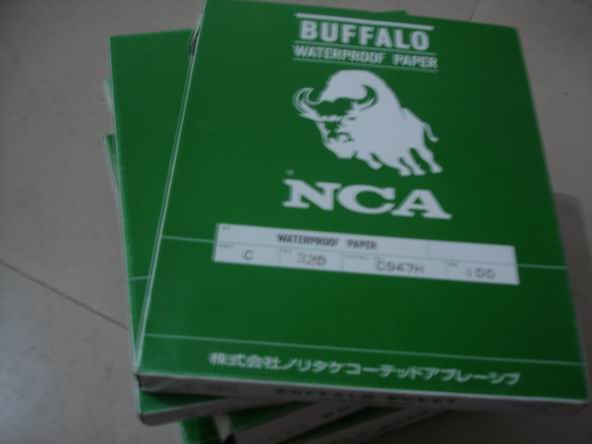 BUFFALO
WATERPROOF PAPER
NCA
WATERPROOF PAPER
C 320 C947H 100
株式会社ノリタケコーテッドアブレーシブ
BUFFALO SHEET